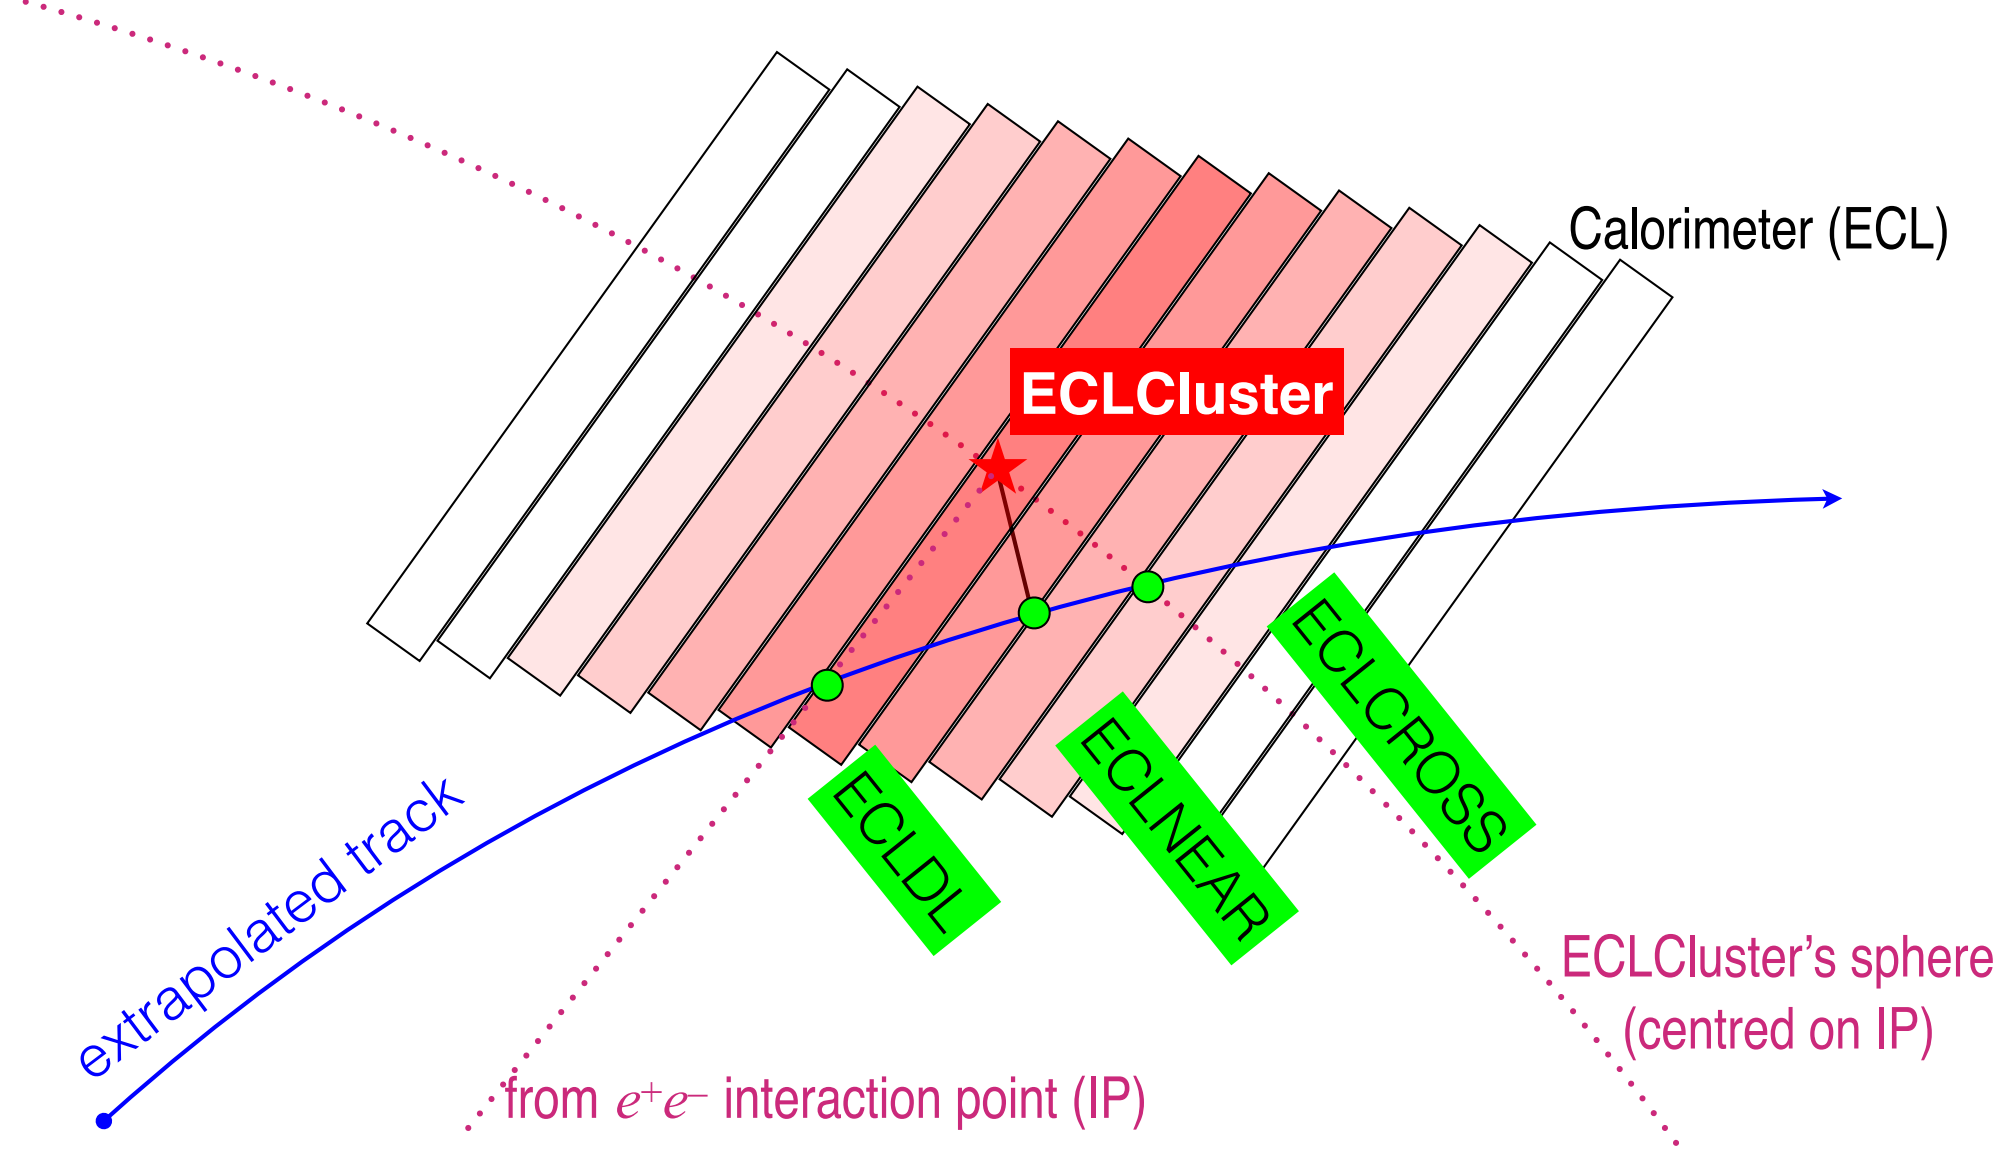 Calorimeter (ECL)
ECLCluster
ECLCROSS
ECLNEAR
ECLDL
extrapolated track
ECLCluster’s sphere
(centred on IP)
from e⁺e⁻ interaction point (IP)